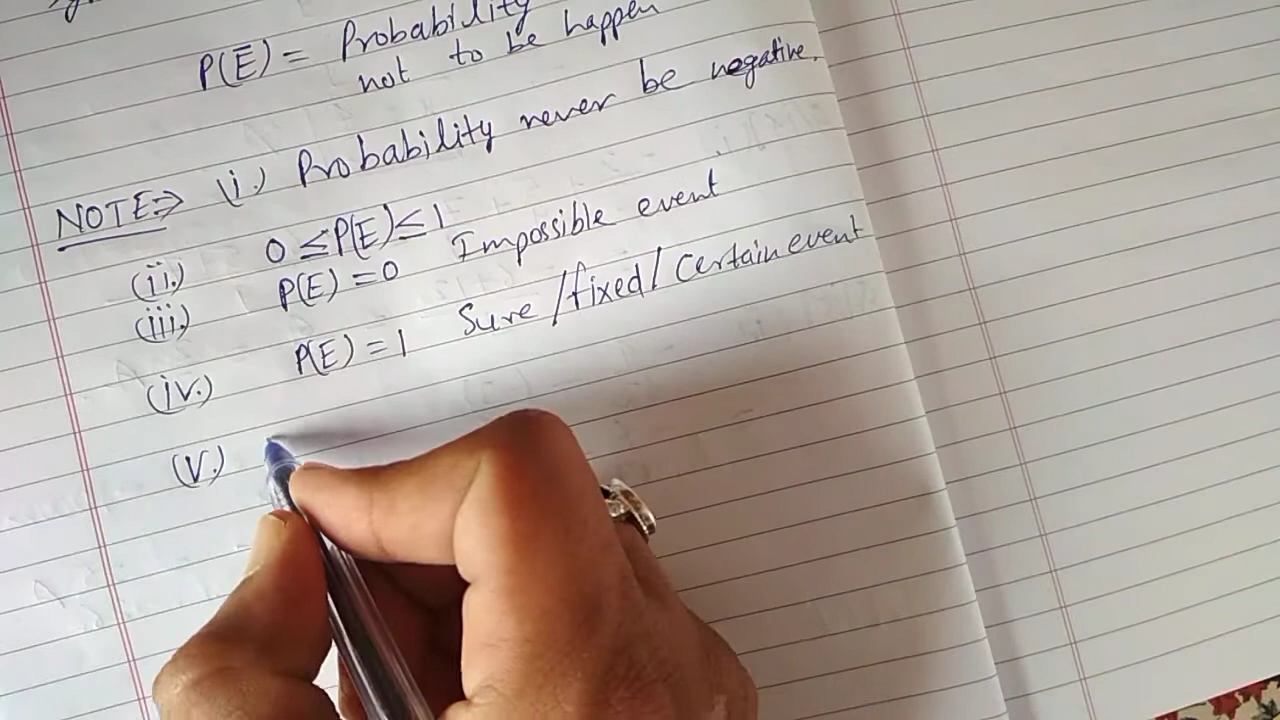 P(E̅) = Probability
not to be happen
NOTE:⇒ (i.) Probability never be negative.
(ii.) 0 ≤ P(E) ≤ 1
(iii.) P(E) = 0 Impossible event
(iv.) P(E) = 1 Sure / fixed / Certain event
(v.)